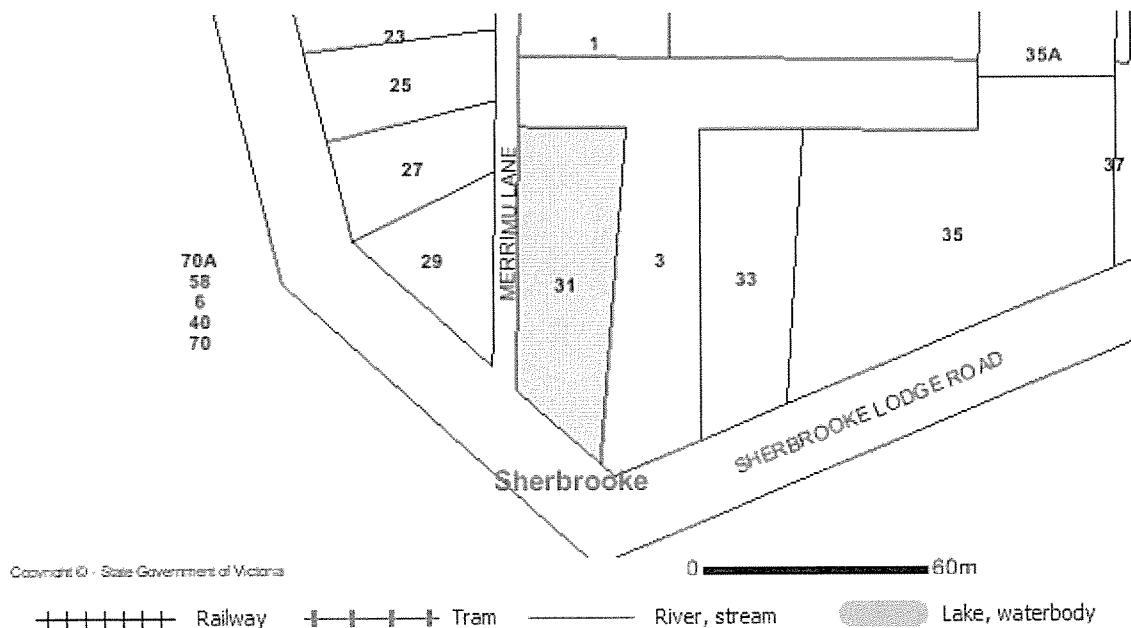 23
1
35A
25
27
37
29
MERRIMU LANE
31
3
33
35
70A
58
6
40
70
SHERBROOKE LODGE ROAD
Sherbrooke
Copyright © - State Government of Victoria
0 60m
Railway Tram River, stream Lake, waterbody